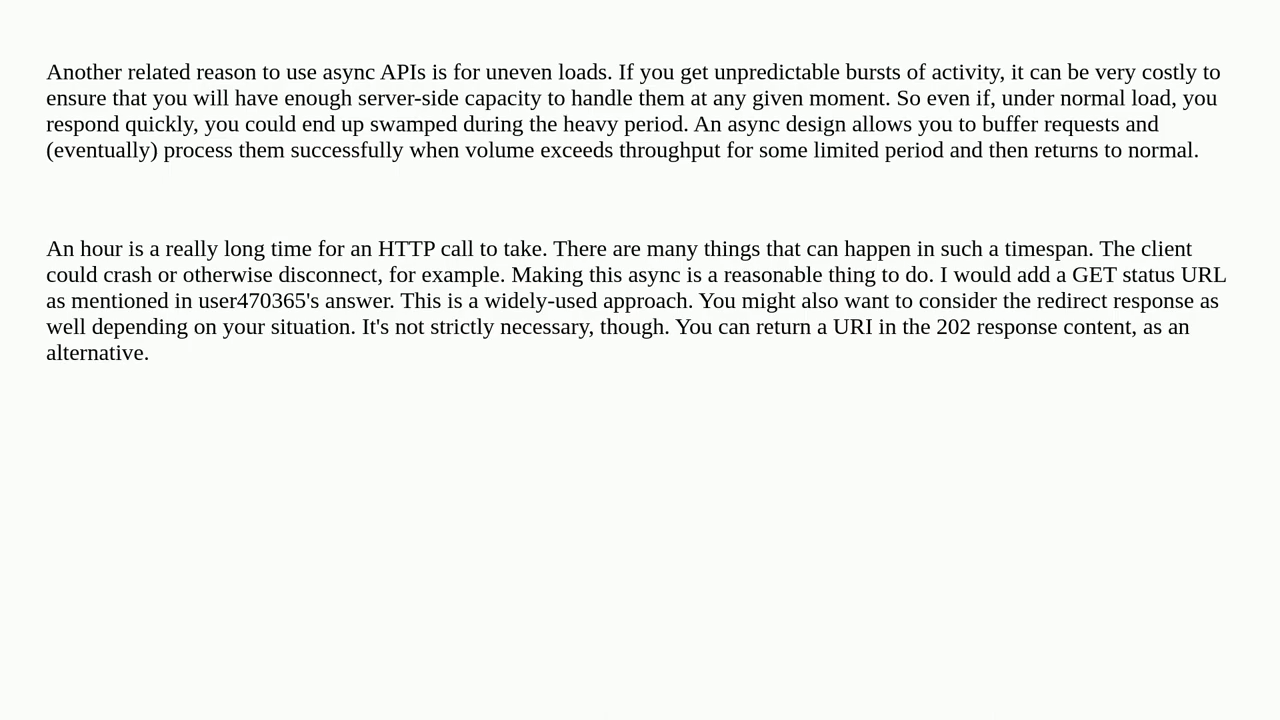 Another related reason to use async APIs is for uneven loads. If you get unpredictable bursts of activity, it can be very costly to
ensure that you will have enough server-side capacity to handle them at any given moment. So even if, under normal load, you
respond quickly, you could end up swamped during the heavy period. An async design allows you to buffer requests and
(eventually) process them successfully when volume exceeds throughput for some limited period and then returns to normal.
An hour is a really long time for an HTTP call to take. There are many things that can happen in such a timespan. The client
could crash or otherwise disconnect, for example. Making this async is a reasonable thing to do. I would add a GET status URL
as mentioned in user470365's answer. This is a widely-used approach. You might also want to consider the redirect response as
well depending on your situation. It's not strictly necessary, though. You can return a URI in the 202 response content, as an
alternative.